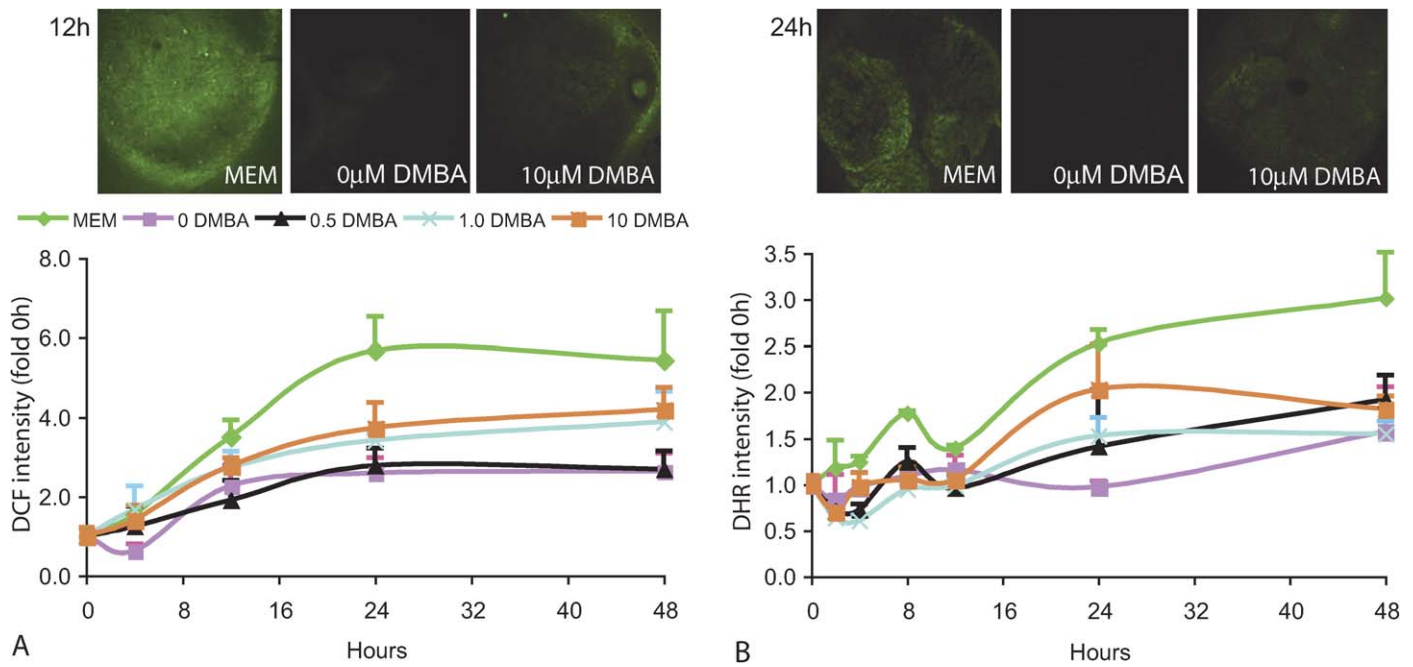 12h
MEM
0µM DMBA
10µM DMBA
24h
MEM
0µM DMBA
10µM DMBA
MEM 0 DMBA 0.5 DMBA 1.0 DMBA 10 DMBA
DCF intensity (fold 0h)
8.0
6.0
4.0
2.0
0.0
0 8 16 24 32 40 48
Hours
A
DHR intensity (fold 0h)
3.5
3.0
2.5
2.0
1.5
1.0
0.5
0.0
0 8 16 24 32 40 48
Hours
B